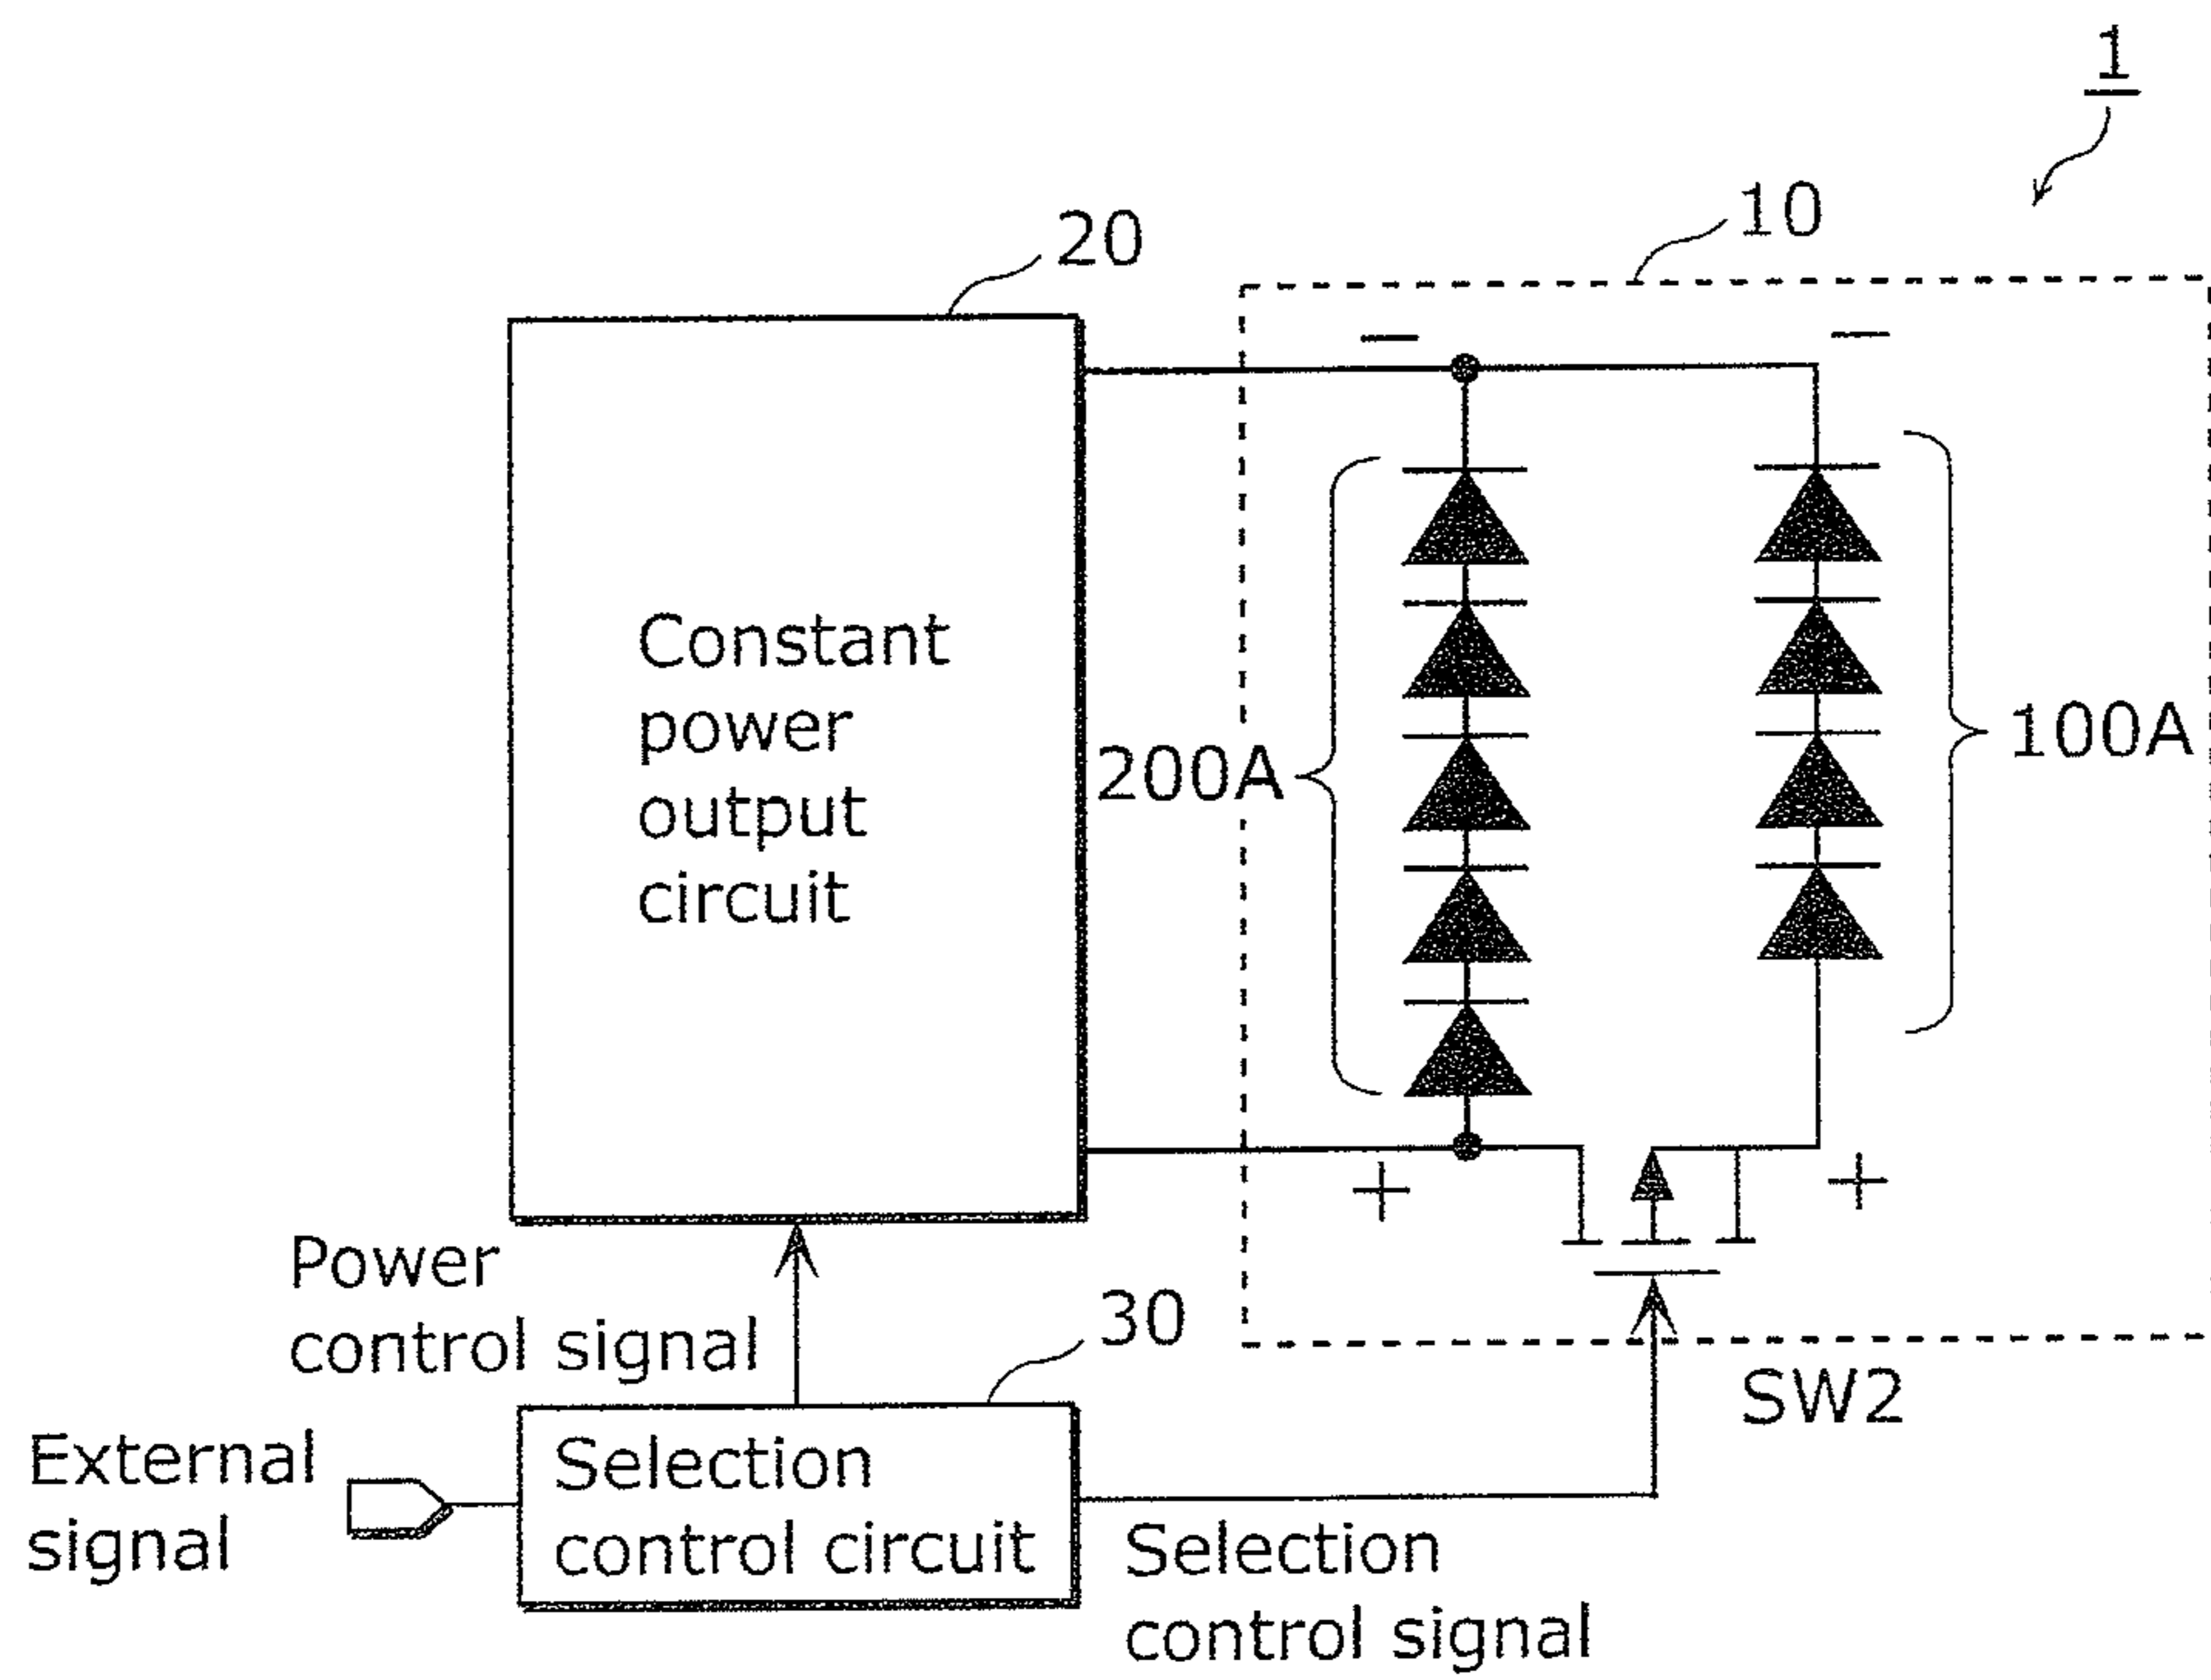 1
10
20
−
−
Constant
power
output
circuit
200A
100A
+
+
Power
control signal
30
SW2
External
signal
Selection
control circuit
Selection
control signal